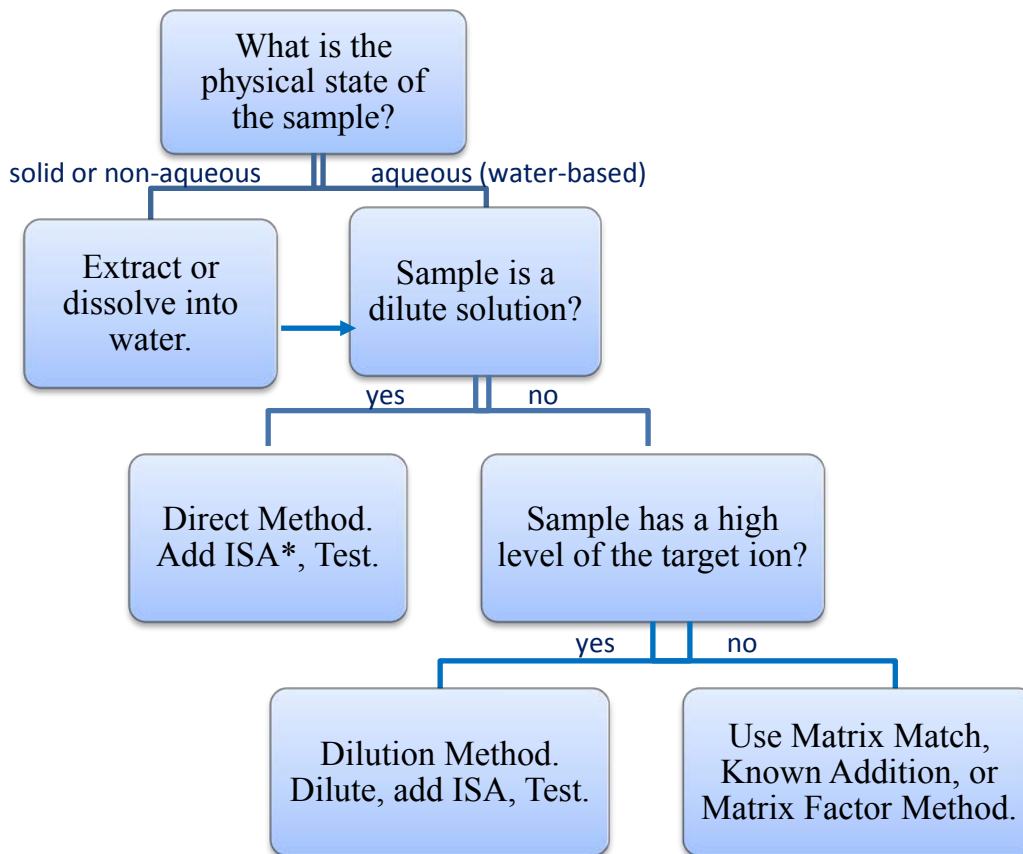 What is the
physical state of
the sample?
solid or non-aqueous
aqueous (water-based)
Extract or
dissolve into
water.
Sample is a
dilute solution?
yes
no
Direct Method.
Add ISA*, Test.
Sample has a high
level of the target ion?
yes
no
Dilution Method.
Dilute, add ISA, Test.
Use Matrix Match,
Known Addition, or
Matrix Factor Method.